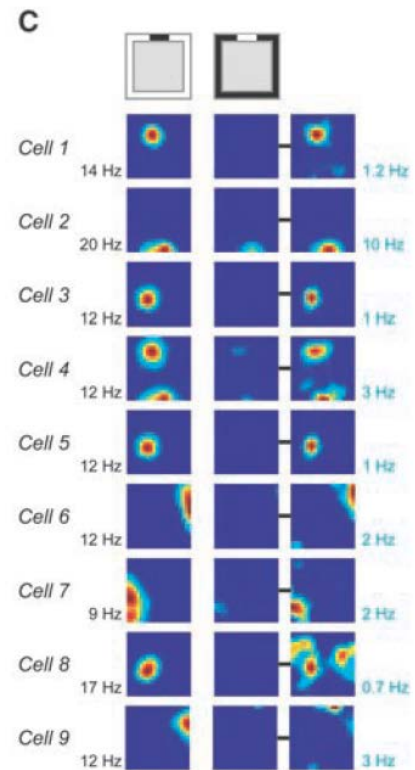 C
Cell 1
14 Hz
1.2 Hz
Cell 2
20 Hz
10 Hz
Cell 3
12 Hz
1 Hz
Cell 4
12 Hz
3 Hz
Cell 5
12 Hz
1 Hz
Cell 6
12 Hz
2 Hz
Cell 7
9 Hz
2 Hz
Cell 8
17 Hz
0.7 Hz
Cell 9
12 Hz
3 Hz